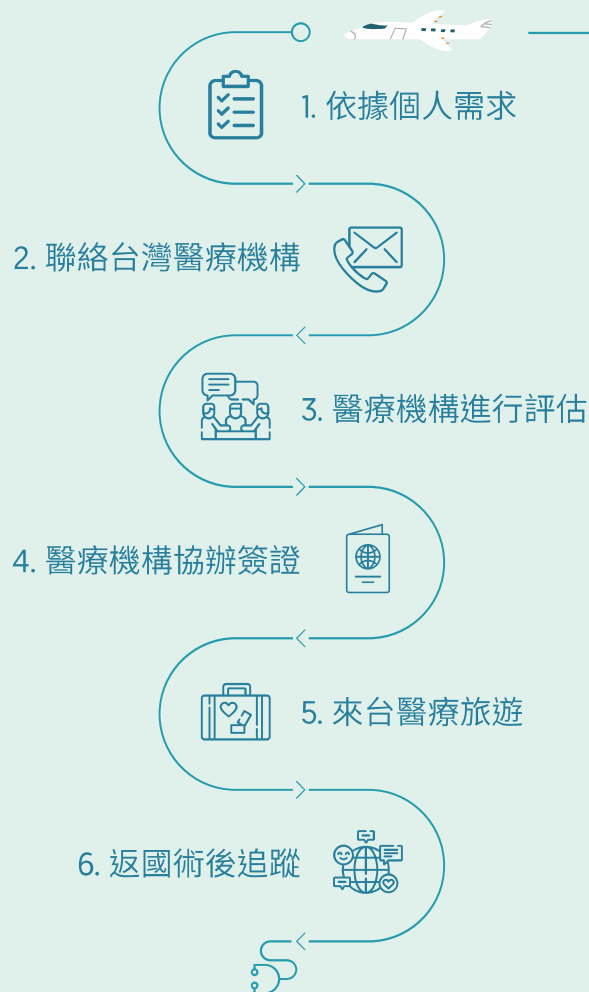 1. 依據個人需求
2. 聯絡台灣醫療機構
3. 醫療機構進行評估
4. 醫療機構協辦簽證
5. 來台醫療旅遊
6. 返國術後追蹤